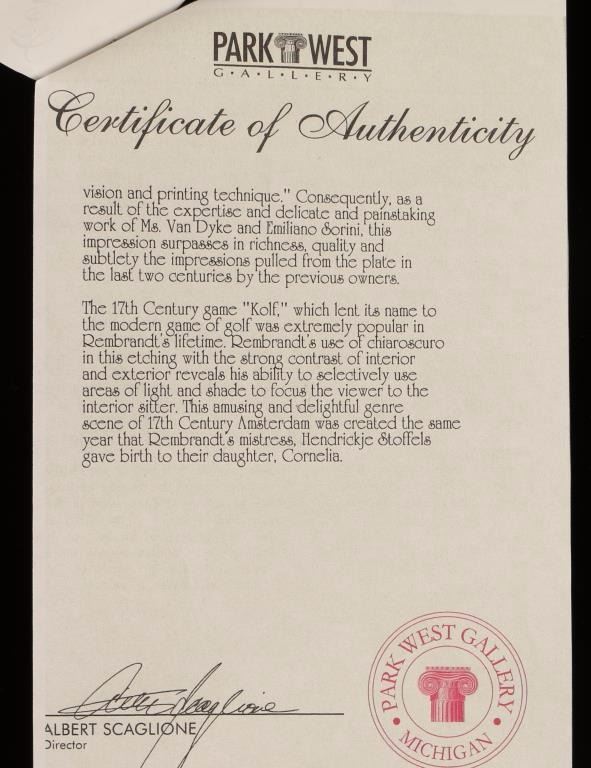 PARK WEST
G·A·L·L·E·R·Y
Certificate of Authenticity
vision and printing technique." Consequently, as a
result of the expertise and delicate and painstaking
work of Ms. Van Dyke and Emiliano Sorini, this
impression surpasses in richness, quality and
subtlety the impressions pulled from the plate in
the last two centuries by the previous owners.
The 17th Century game "Kolf," which lent its name to
the modern game of golf was extremely popular in
Rembrandt's lifetime. Rembrandt's use of chiaroscuro
in this etching with the strong contrast of interior
and exterior reveals his ability to selectively use
areas of light and shade to focus the viewer to the
interior sitter. This amusing and delightful genre
scene of 17th Century Amsterdam was created the same
year that Rembrandt's mistress, Hendrickje Stoffels
gave birth to their daughter, Cornelia.
ALBERT SCAGLIONE
Director
PARK WEST GALLERY
• MICHIGAN •